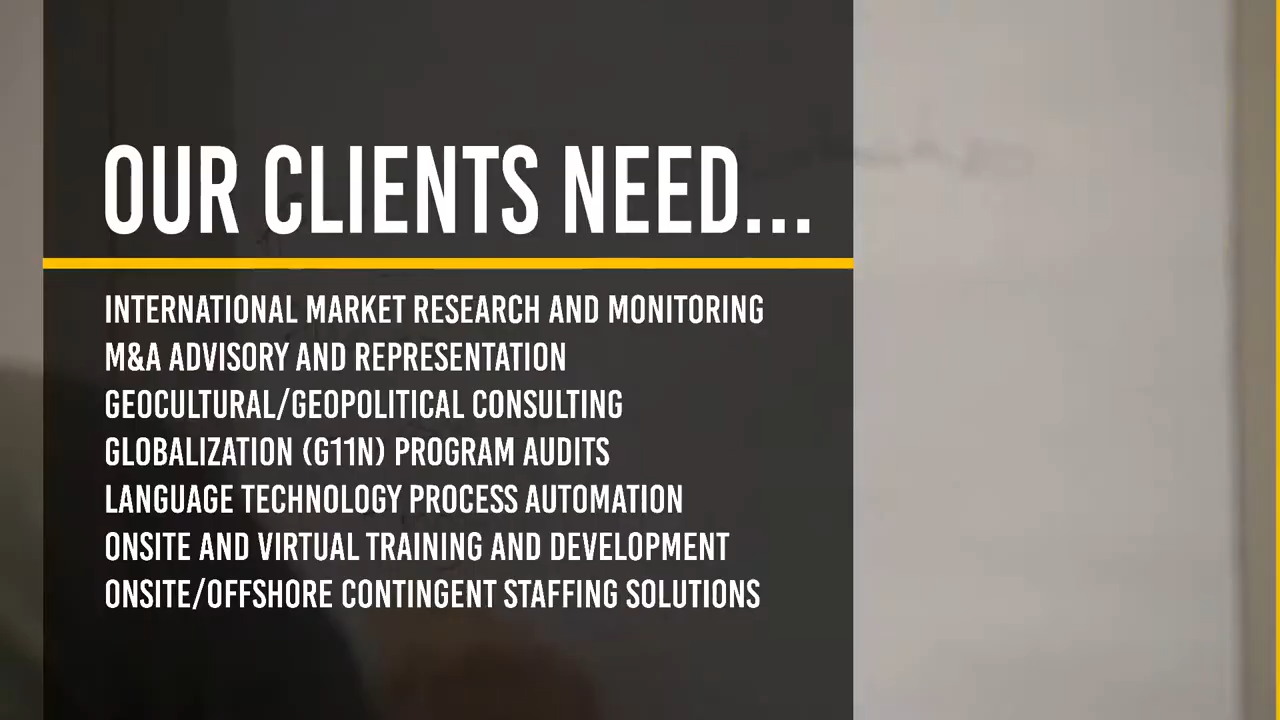 OUR CLIENTS NEED...
INTERNATIONAL MARKET RESEARCH AND MONITORING
M&A ADVISORY AND REPRESENTATION
GEOCULTURAL/GEOPOLITICAL CONSULTING
GLOBALIZATION (G11N) PROGRAM AUDITS
LANGUAGE TECHNOLOGY PROCESS AUTOMATION
ONSITE AND VIRTUAL TRAINING AND DEVELOPMENT
ONSITE/OFFSHORE CONTINGENT STAFFING SOLUTIONS